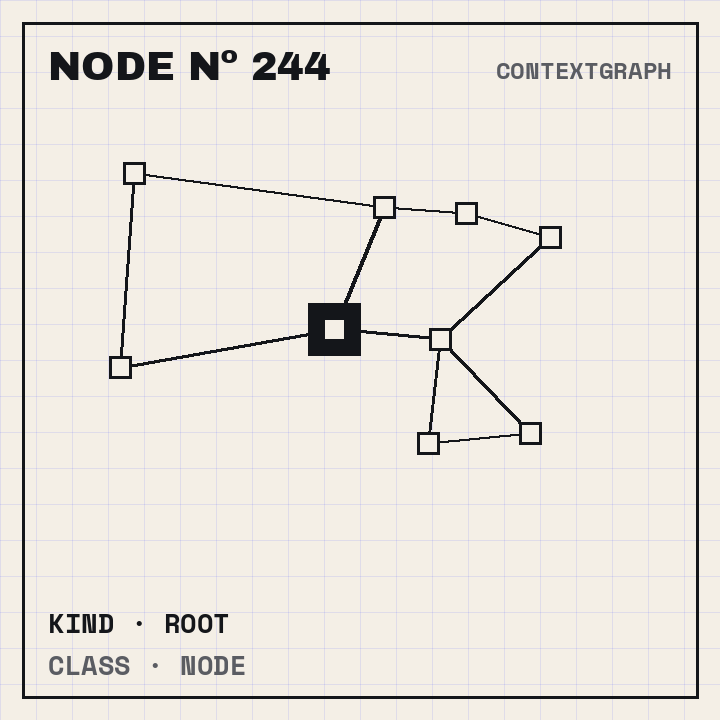 NODE Nº 244
CONTEXTGRAPH
KIND · ROOT
CLASS · NODE